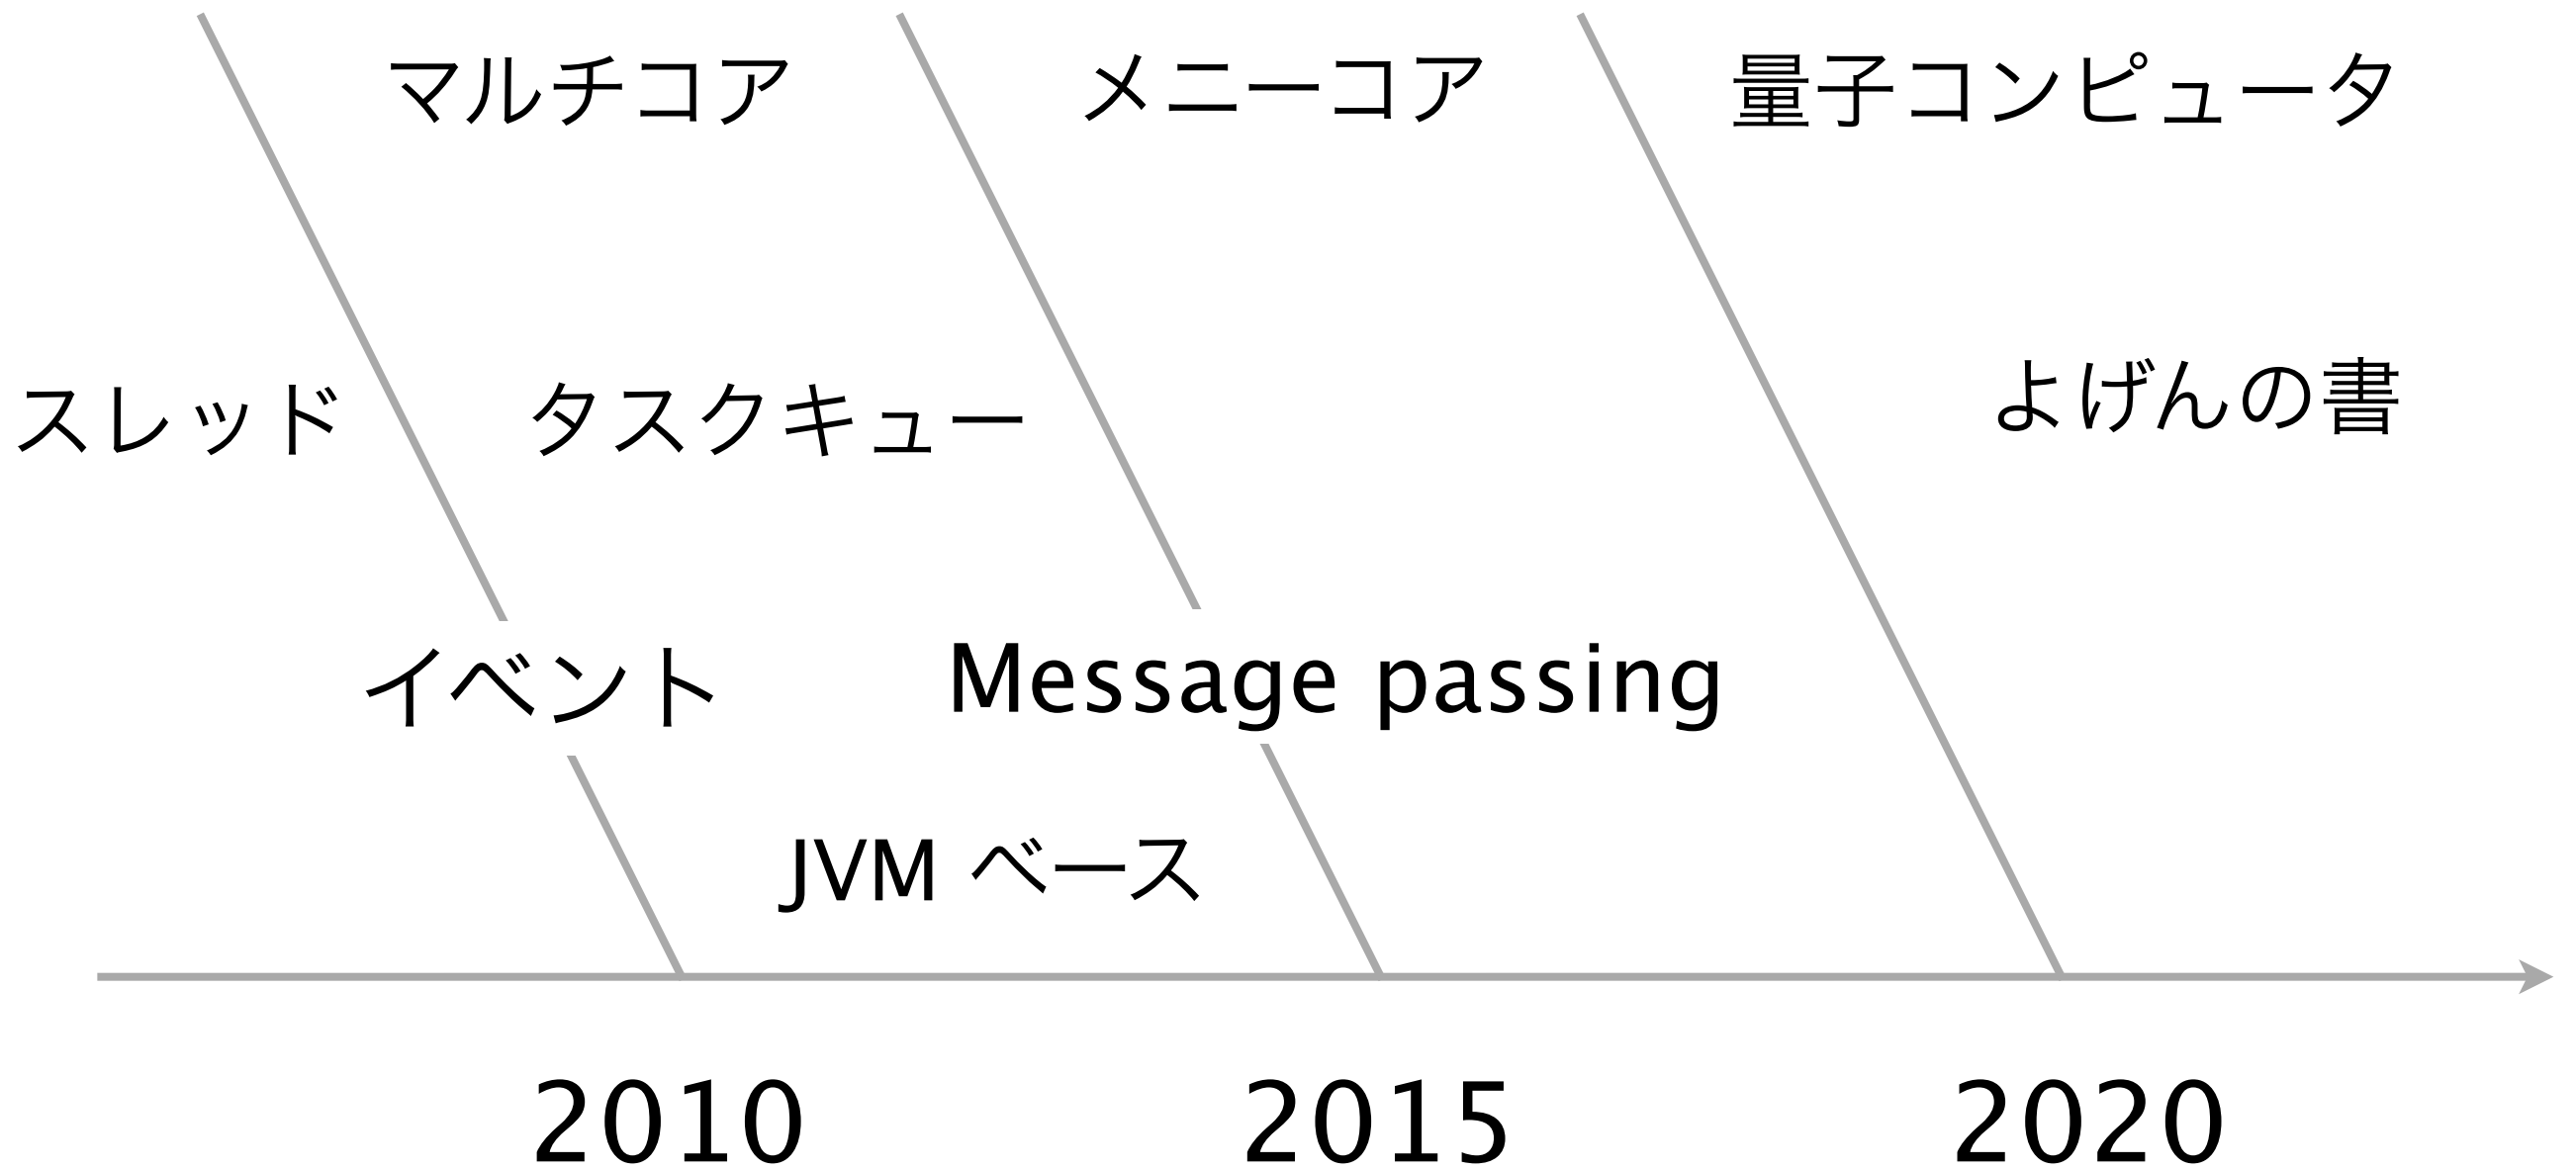 マルチコア メニーコア 量子コンピュータ
スレッド タスクキュー よげんの書
イベント Message passing
JVM ベース
2010 2015 2020